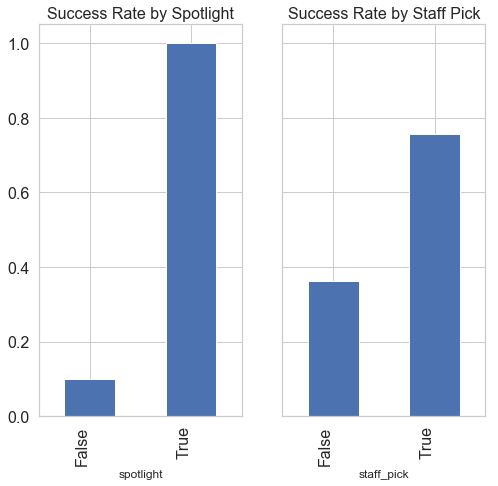 Success Rate by Spotlight
Success Rate by Staff Pick
1.0
0.8
0.6
0.4
0.2
0.0
False
True
False
True
spotlight
staff_pick